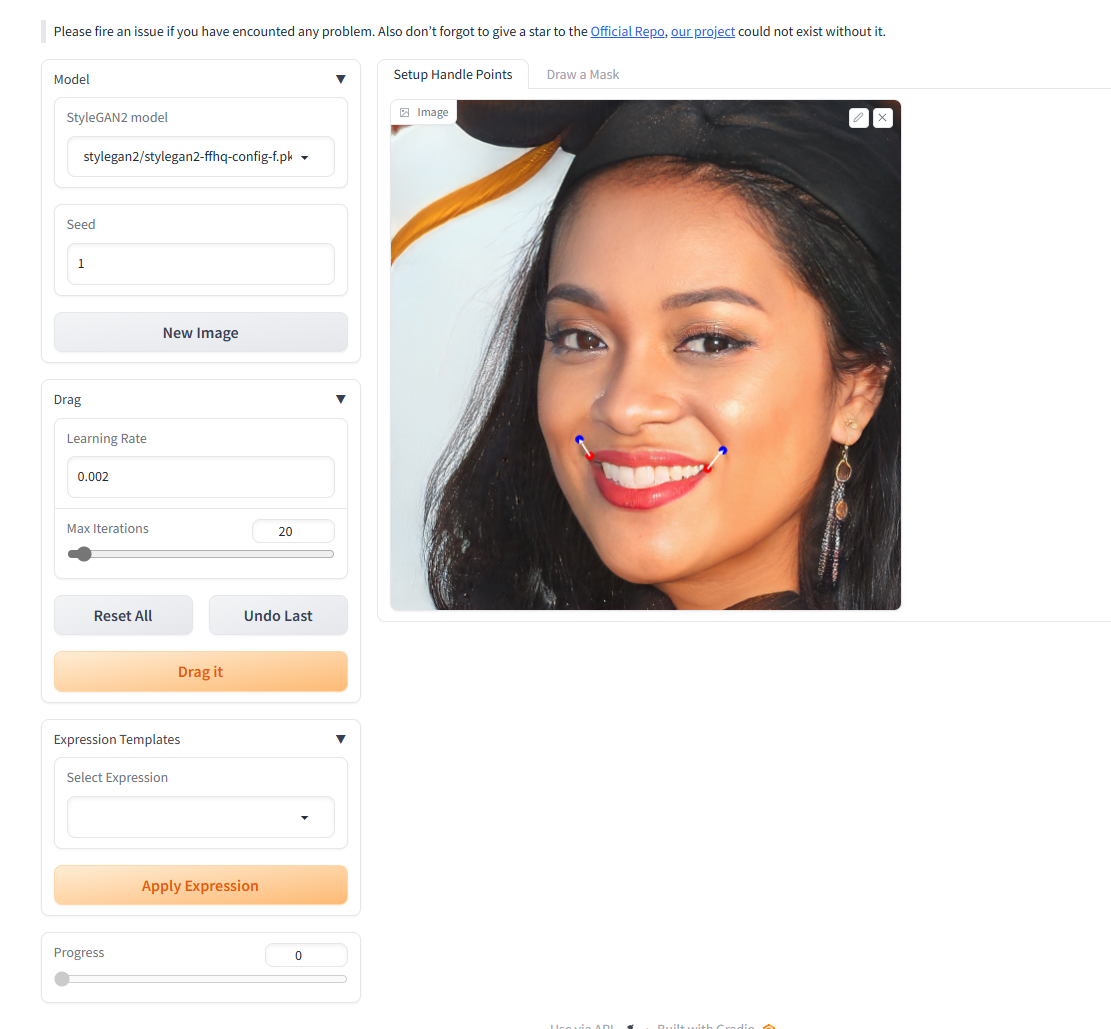 Please fire an issue if you have encounted any problem. Also don't forgot to give a star to the Official Repo, our project could not exist without it.
Model ▼
StyleGAN2 model
stylegan2/stylegan2-ffhq-config-f.pk
Seed
1
New Image
Drag ▼
Learning Rate
0.002
Max Iterations 20
Reset All Undo Last
Drag it
Expression Templates ▼
Select Expression
Apply Expression
Progress 0
Setup Handle Points Draw a Mask
Image
Use via API · Built with Gradio